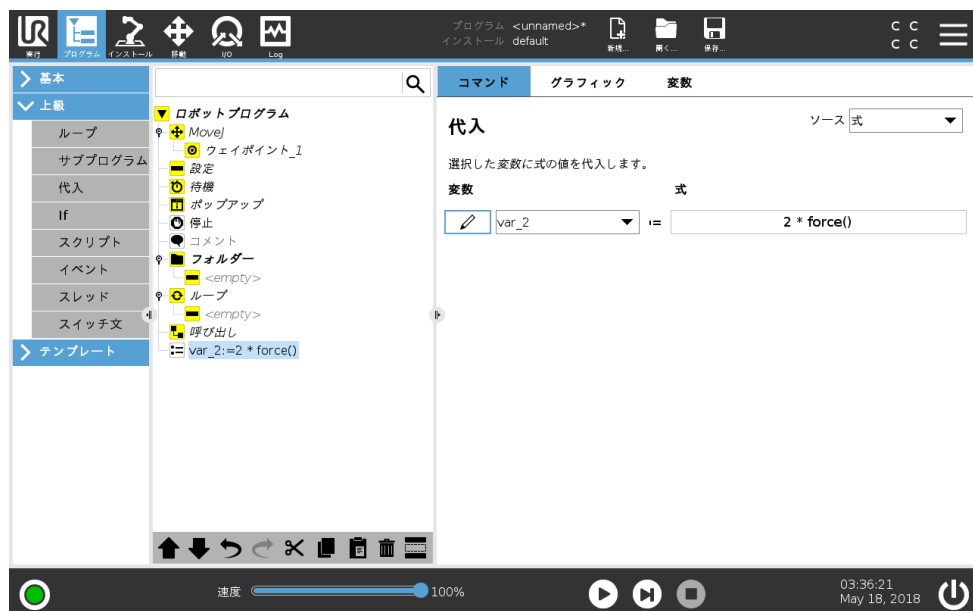 プログラム <unnamed>*
インストール default
実行
プログラム
インストール
移動
I/O
Log
新規...
開く...
保存...
C C
C C
基本
上級
ループ
サブプログラム
代入
If
スクリプト
イベント
スレッド
スイッチ文
テンプレート
ロボットプログラム
MoveJ
ウェイポイント_1
設定
待機
ポップアップ
停止
コメント
フォルダー
<empty>
ループ
<empty>
呼び出し
var_2:=2 * force()
コマンド グラフィック 変数
代入
ソース 式
選択した変数に式の値を代入します。
変数 式
var_2 := 2 * force()
速度 100%
03:36:21
May 18, 2018